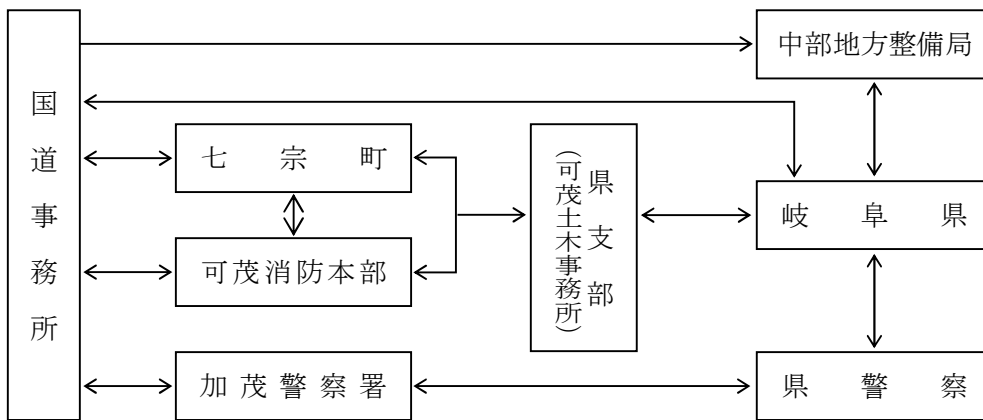 国道事務所
中部地方整備局
七宗町
県支部
(可茂土木事務所)
岐阜県
可茂消防本部
加茂警察署
県警察